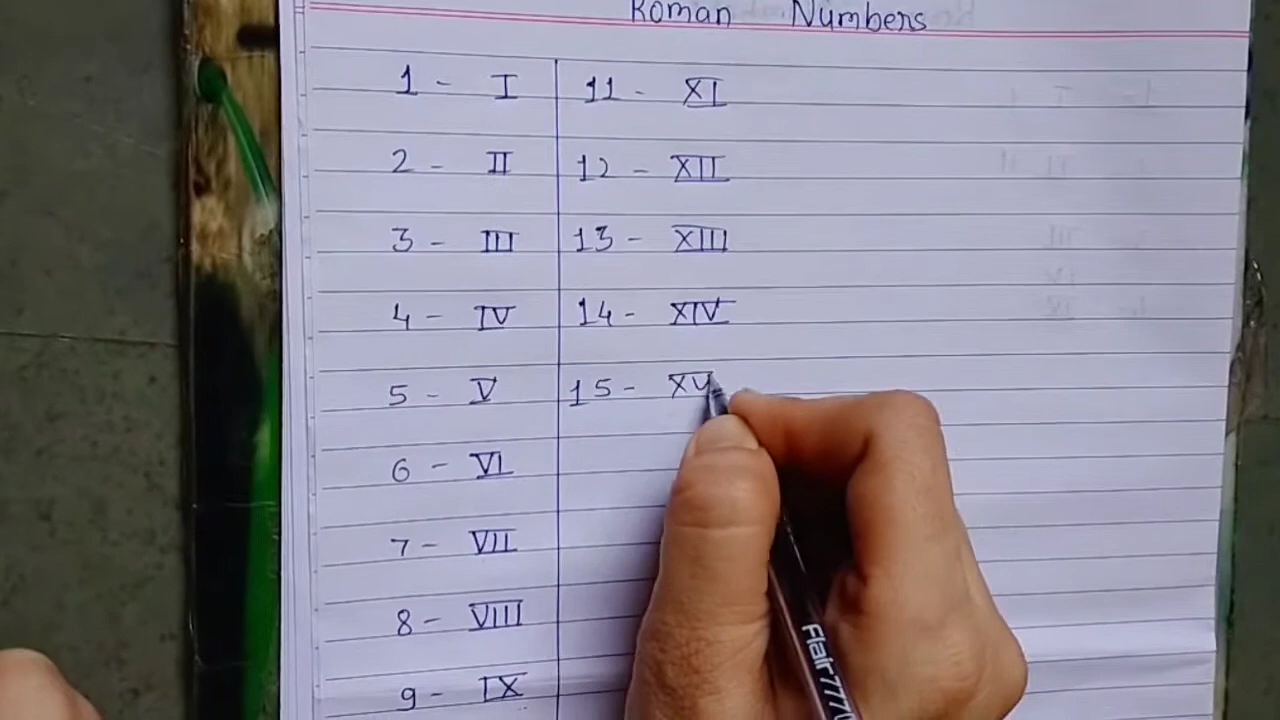 Roman Numbers
1 - I 11 - XI
2 - II 12 - XII
3 - III 13 - XIII
4 - IV 14 - XIV
5 - V 15 - XV
6 - VI
7 - VII
8 - VIII
9 - IX
Flair 777